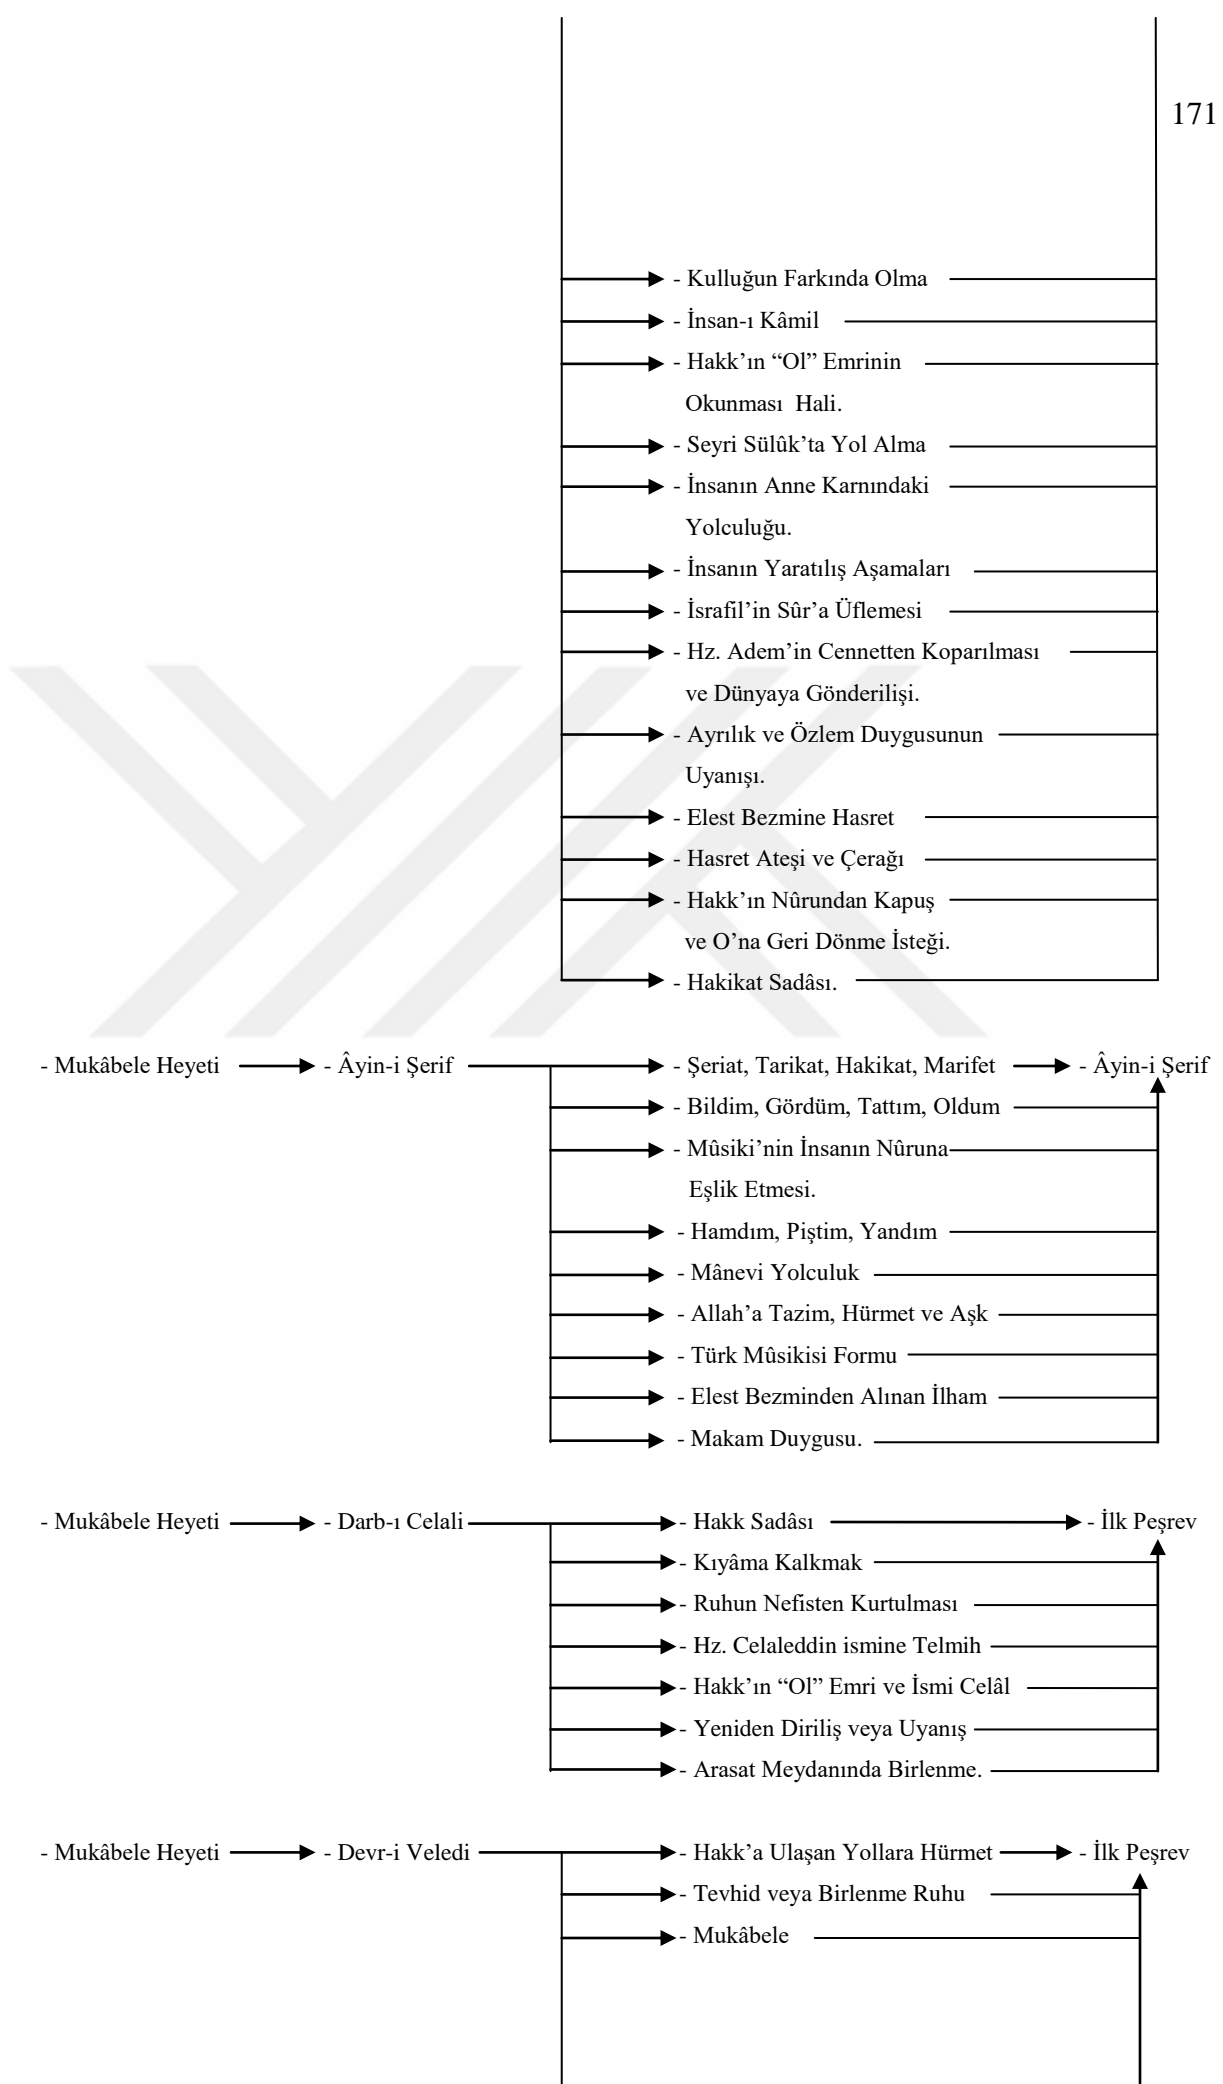 171
- Kulluğun Farkında Olma
- İnsan-ı Kâmil
- Hakk’ın “Ol” Emrinin
Okunması Hali.
- Seyri Sülûk’ta Yol Alma
- İnsanın Anne Karnındaki
Yolculuğu.
- İnsanın Yaratılış Aşamaları
- İsrafil’in Sûr’a Üflemesi
- Hz. Adem’in Cennetten Koparılması
ve Dünyaya Gönderilişi.
- Ayrılık ve Özlem Duygusunun
Uyanışı.
- Elest Bezmine Hasret
- Hasret Ateşi ve Çerağı
- Hakk’ın Nûrundan Kapuş
ve O’na Geri Dönme İsteği.
- Hakikat Sadâsı.
- Mukâbele Heyeti - Âyin-i Şerif - Şeriat, Tarikat, Hakikat, Marifet - Âyin-i Şerif
- Bildim, Gördüm, Tattım, Oldum
- Mûsiki’nin İnsanın Nûruna
Eşlik Etmesi.
- Hamdım, Piştim, Yandım
- Mânevi Yolculuk
- Allah’a Tazim, Hürmet ve Aşk
- Türk Mûsikisi Formu
- Elest Bezminden Alınan İlham
- Makam Duygusu.
- Mukâbele Heyeti - Darb-ı Celali - Hakk Sadâsı - İlk Peşrev
- Kıyâma Kalkmak
- Ruhun Nefisten Kurtulması
- Hz. Celaleddin ismine Telmih
- Hakk’ın “Ol” Emri ve İsmi Celâl
- Yeniden Diriliş veya Uyanış
- Arasat Meydanında Birlenme.
- Mukâbele Heyeti - Devr-i Veledi - Hakk’a Ulaşan Yollara Hürmet - İlk Peşrev
- Tevhid veya Birlenme Ruhu
- Mukâbele